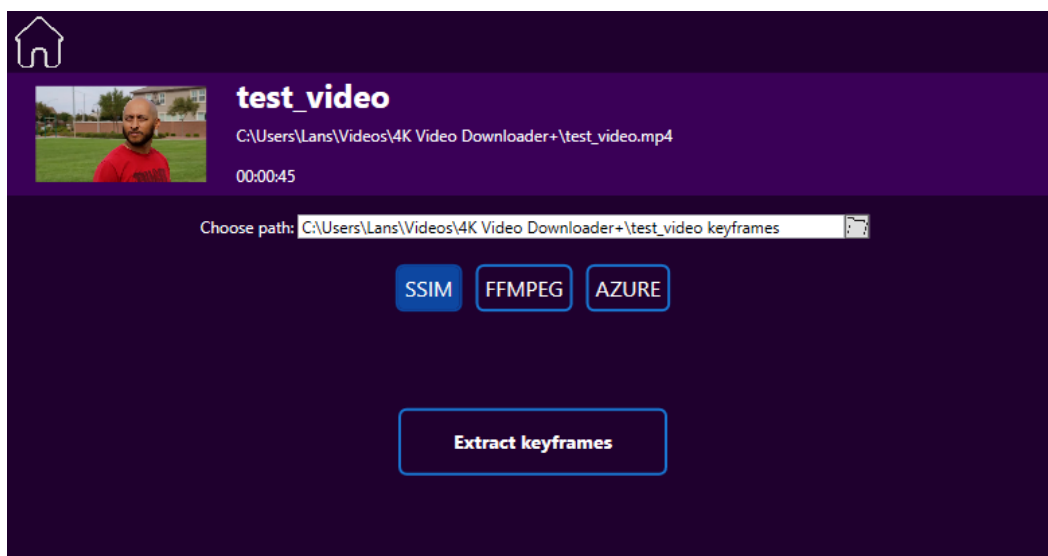 test_video
C:\Users\Lans\Videos\4K Video Downloader+\test_video.mp4
00:00:45
Choose path: C:\Users\Lans\Videos\4K Video Downloader+\test_video keyframes
SSIM FFMPEG AZURE
Extract keyframes